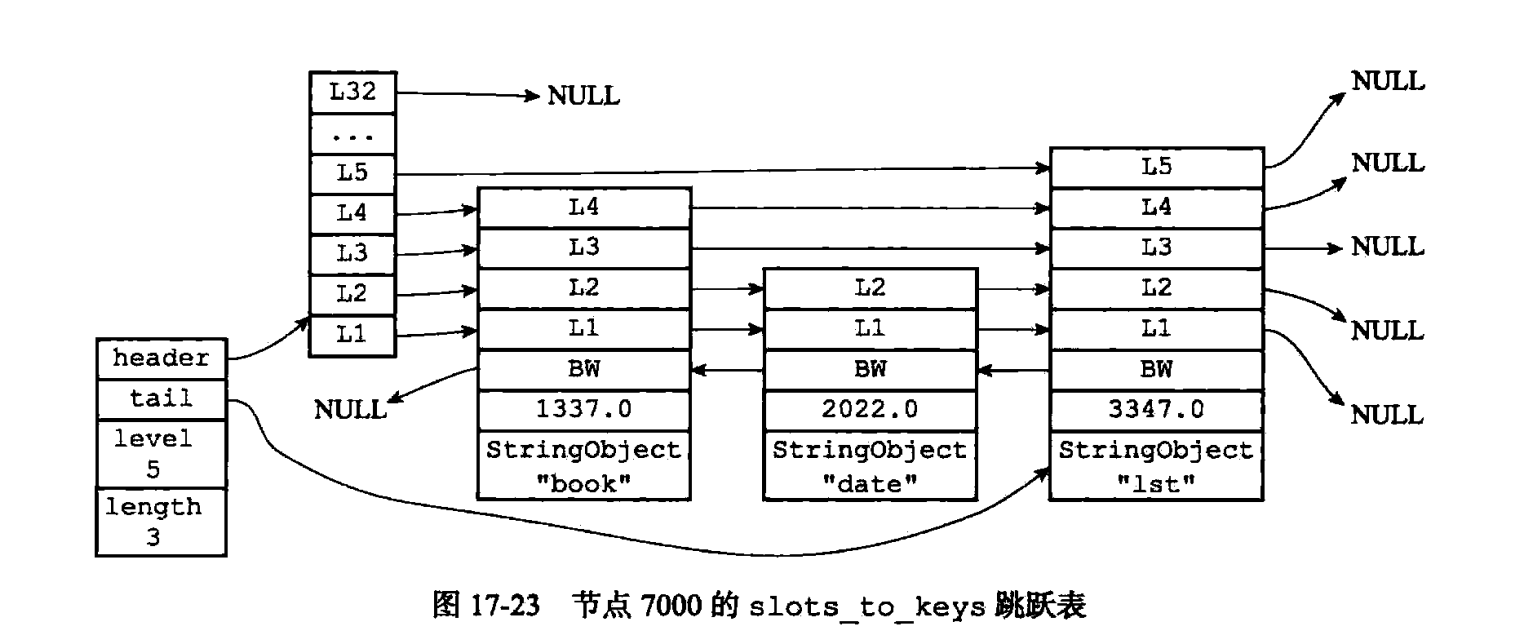 L32
...
L5
L4
L3
L2
L1
NULL
header
tail
level
5
length
3
NULL
L4
L3
L2
L1
BW
1337.0
StringObject
"book"
L2
L1
BW
2022.0
StringObject
"date"
L5
L4
L3
L2
L1
BW
3347.0
StringObject
"lst"
NULL
NULL
NULL
NULL
NULL
图 17-23 节点 7000 的 slots_to_keys 跳跃表